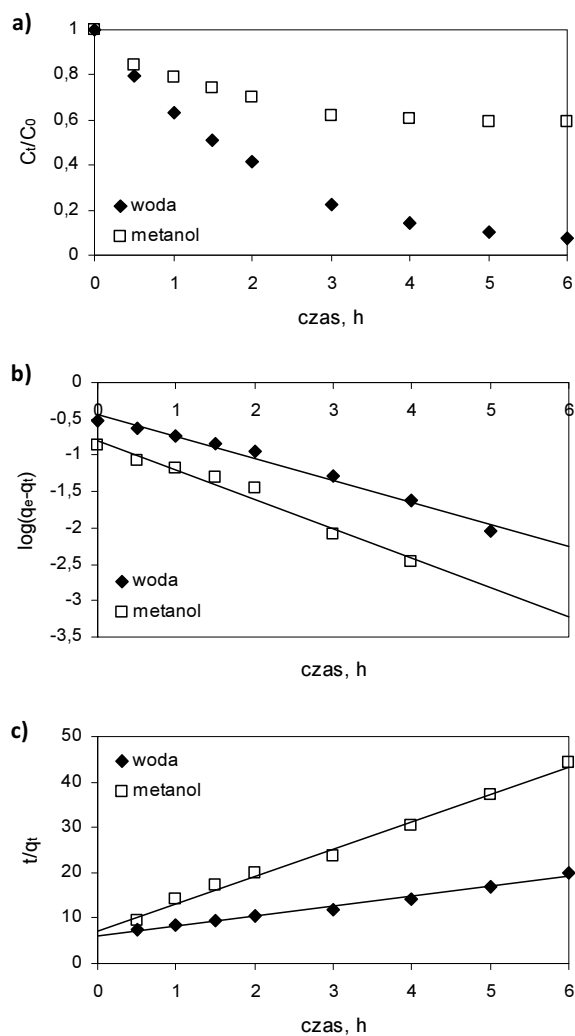 a)
1
0,8
0,6
0,4
0,2
0
Ct/C0
woda
metanol
0 1 2 3 4 5 6
czas, h
b)
0
-0,5
-1
-1,5
-2
-2,5
-3
-3,5
0 1 2 3 4 5 6
log(qe-qt)
woda
metanol
czas, h
c)
50
40
30
20
10
0
t/qt
woda
metanol
0 1 2 3 4 5 6
czas, h